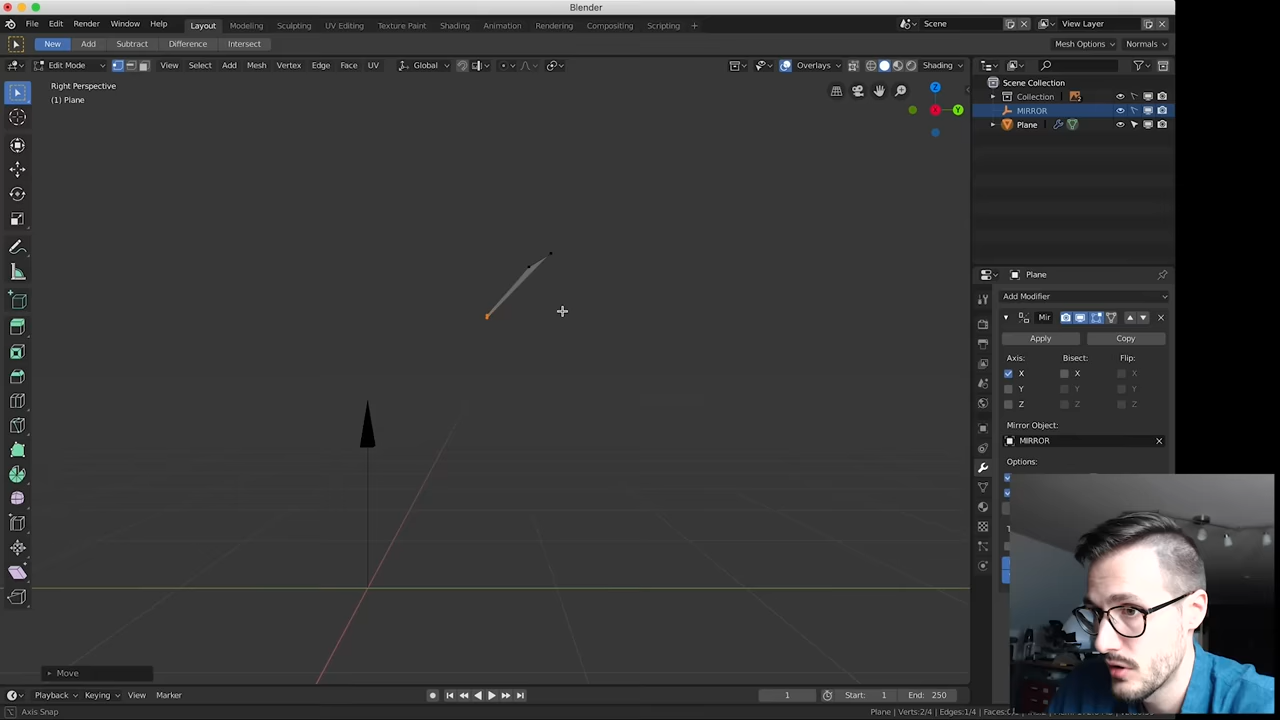 Blender
File Edit Render Window Help Layout Modeling Sculpting UV Editing Texture Paint Shading Animation Rendering Compositing Scripting + Scene View Layer
New Add Subtract Difference Intersect Mesh Options Normals
Edit Mode View Select Add Mesh Vertex Edge Face UV Global Overlays Shading
Right Perspective
(1) Plane
Z
Y
Scene Collection
Collection
MIRROR
Plane
Plane
Add Modifier
Mir
Apply Copy
Axis: Bisect: Flip:
X X X
Y Y Y
Z Z Z
Mirror Object:
MIRROR
Options:
Move
Playback Keying View Marker 1 Start: 1 End: 250
Axis Snap
Plane | Verts:2/4 | Edges:1/4 | Faces:0/1